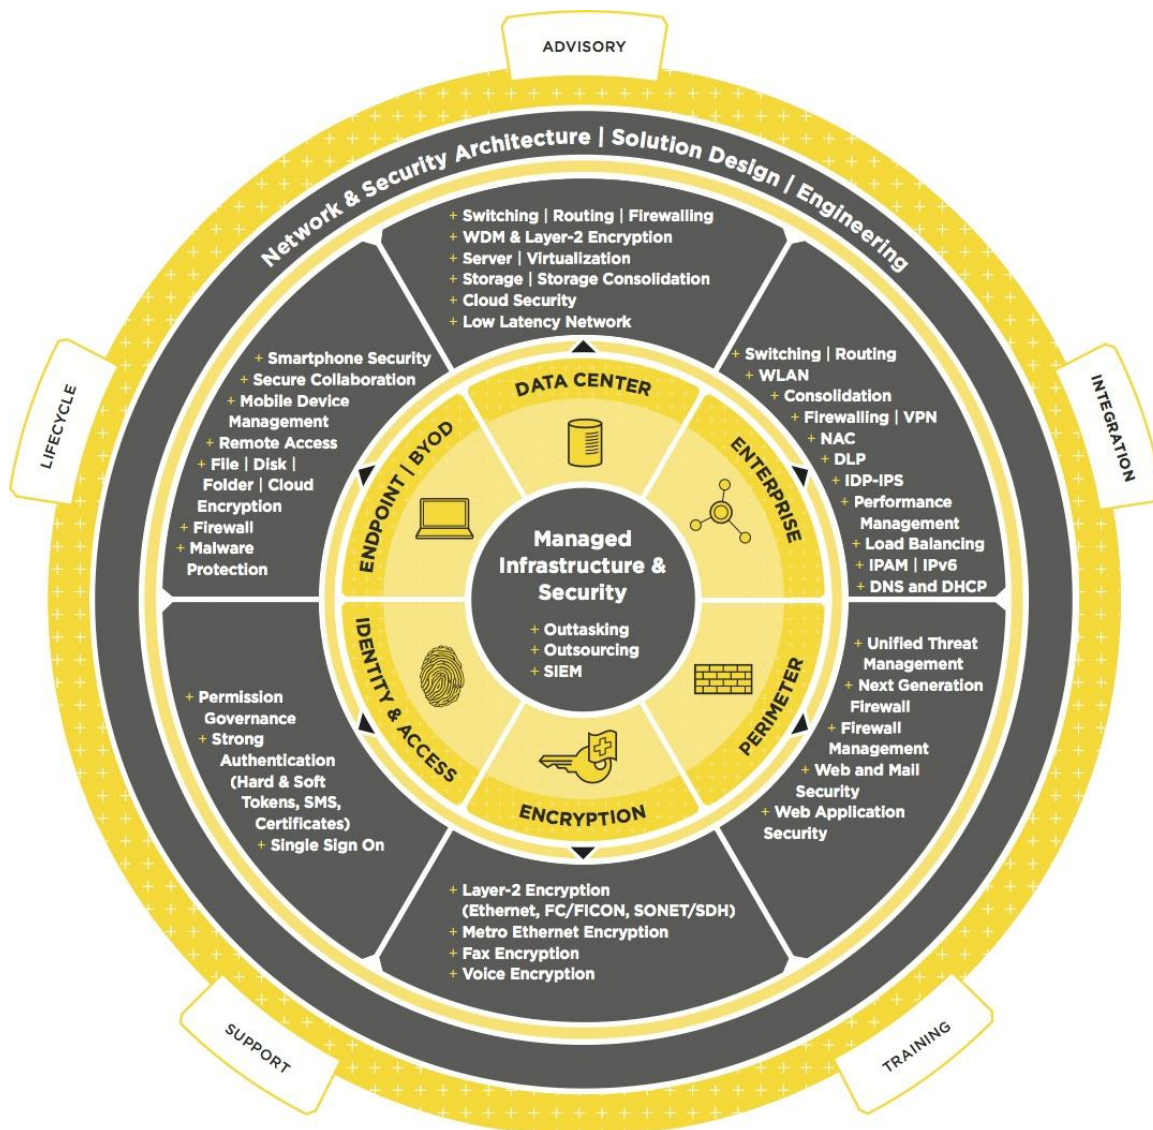 ADVISORY
Network & Security Architecture | Solution Design | Engineering
+ Switching | Routing | Firewalling
+ WDM & Layer-2 Encryption
+ Server | Virtualization
+ Storage | Storage Consolidation
+ Cloud Security
+ Low Latency Network
LIFECYCLE
+ Smartphone Security
+ Secure Collaboration
+ Mobile Device
Management
+ Remote Access
+ File | Disk |
Folder | Cloud
Encryption
+ Firewall
+ Malware
Protection
ENDPOINT | BYOD
DATA CENTER
ENTERPRISE
+ Switching | Routing
+ WLAN
+ Consolidation
+ Firewalling | VPN
+ NAC
+ DLP
+ IDP-IPS
+ Performance
Management
+ Load Balancing
+ IPAM | IPv6
+ DNS and DHCP
INTEGRATION
Managed
Infrastructure &
Security
+ Outtasking
+ Outsourcing
+ SIEM
IDENTITY & ACCESS
+ Permission
Governance
+ Strong
Authentication
(Hard & Soft
Tokens, SMS,
Certificates)
+ Single Sign On
ENCRYPTION
PERIMETER
+ Unified Threat
Management
+ Next Generation
Firewall
+ Firewall
Management
+ Web and Mail
Security
+ Web Application
Security
+ Layer-2 Encryption
(Ethernet, FC/FICON, SONET/SDH)
+ Metro Ethernet Encryption
+ Fax Encryption
+ Voice Encryption
SUPPORT
TRAINING